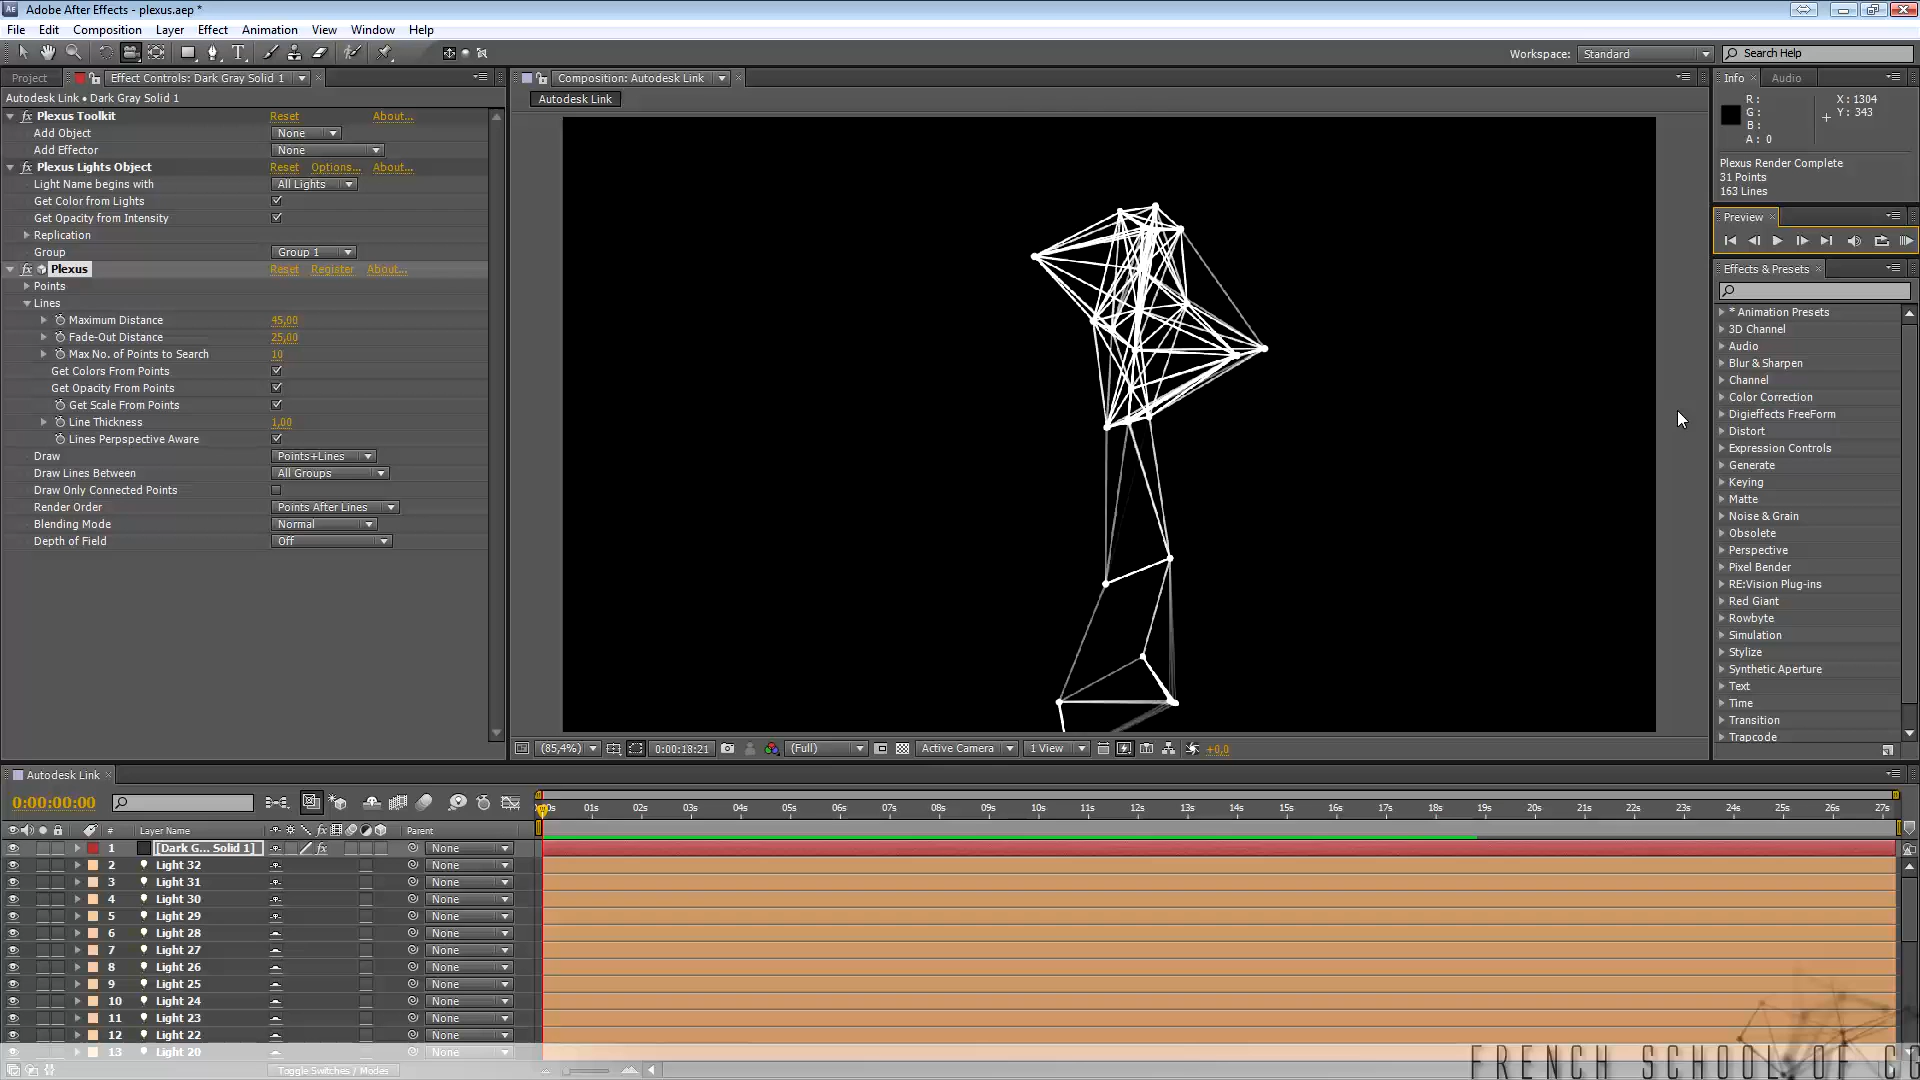 Adobe After Effects - plexus.aep *
File Edit Composition Layer Effect Animation View Window Help
Workspace: Standard Search Help
Project Effect Controls: Dark Gray Solid 1
Autodesk Link • Dark Gray Solid 1
Plexus Toolkit Reset About...
Add Object None
Add Effector None
Plexus Lights Object Reset Options... About...
Light Name begins with All Lights
Get Color from Lights
Get Opacity from Intensity
Replication
Group Group 1
Plexus Reset Register About...
Points
Lines
Maximum Distance 45,00
Fade-Out Distance 25,00
Max No. of Points to Search 10
Get Colors From Points
Get Opacity From Points
Get Scale From Points
Line Thickness 1,00
Lines Perpspective Aware
Draw Points+Lines
Draw Lines Between All Groups
Draw Only Connected Points
Render Order Points After Lines
Blending Mode Normal
Depth of Field Off
Composition: Autodesk Link
Autodesk Link
(85,4%) 0:00:18:21 (Full) Active Camera 1 View +0,0
Info Audio
R: X: 1304
G: Y: 343
B:
A: 0
Plexus Render Complete
31 Points
163 Lines
Preview
Effects & Presets
* Animation Presets
3D Channel
Audio
Blur & Sharpen
Channel
Color Correction
Digieffects FreeForm
Distort
Expression Controls
Generate
Keying
Matte
Noise & Grain
Obsolete
Perspective
Pixel Bender
RE:Vision Plug-ins
Red Giant
Rowbyte
Simulation
Stylize
Synthetic Aperture
Text
Time
Transition
Trapcode
Autodesk Link
0:00:00:00
01s 02s 03s 04s 05s 06s 07s 08s 09s 10s 11s 12s 13s 14s 15s 16s 17s 18s 19s 20s 21s 22s 23s 24s 25s 26s 27s
# Layer Name Parent
1 [Dark G... Solid 1] None
2 Light 32 None
3 Light 31 None
4 Light 30 None
5 Light 29 None
6 Light 28 None
7 Light 27 None
8 Light 26 None
9 Light 25 None
10 Light 24 None
11 Light 23 None
12 Light 22 None
13 Light 20 None
Toggle Switches / Modes
FRENCH SCHOOL OF CG